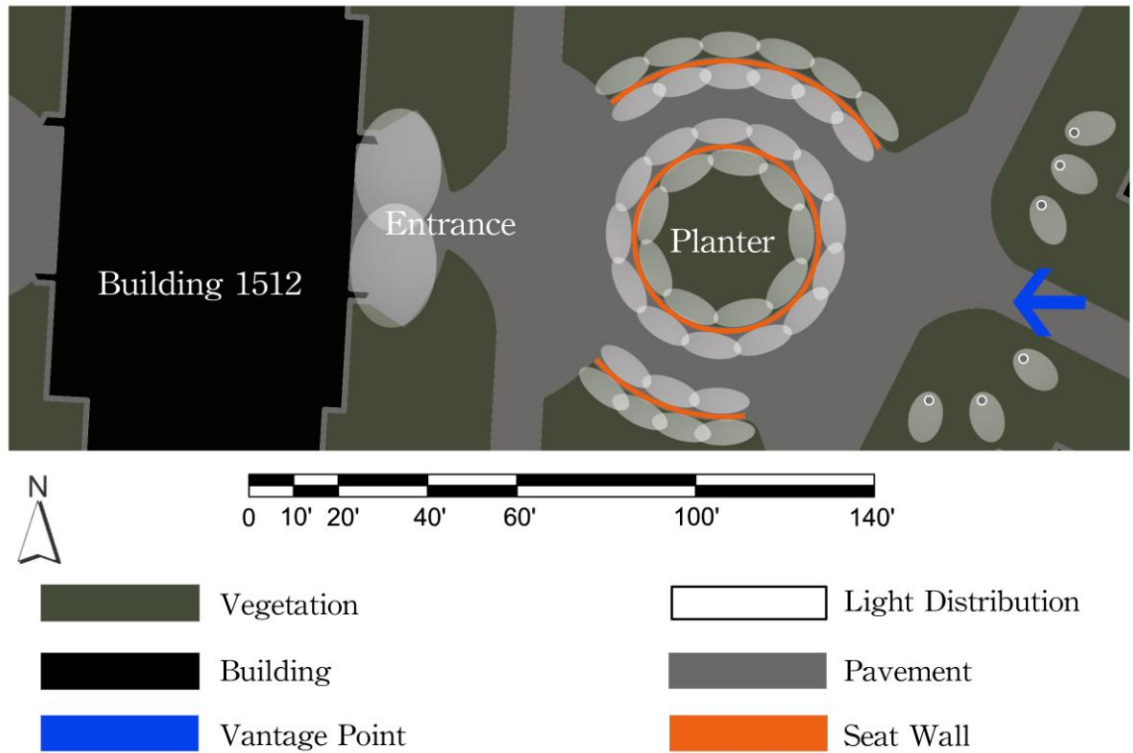 Entrance
Planter
Building 1512
N
0 10' 20' 40' 60' 100' 140'
Vegetation
Light Distribution
Building
Pavement
Vantage Point
Seat Wall